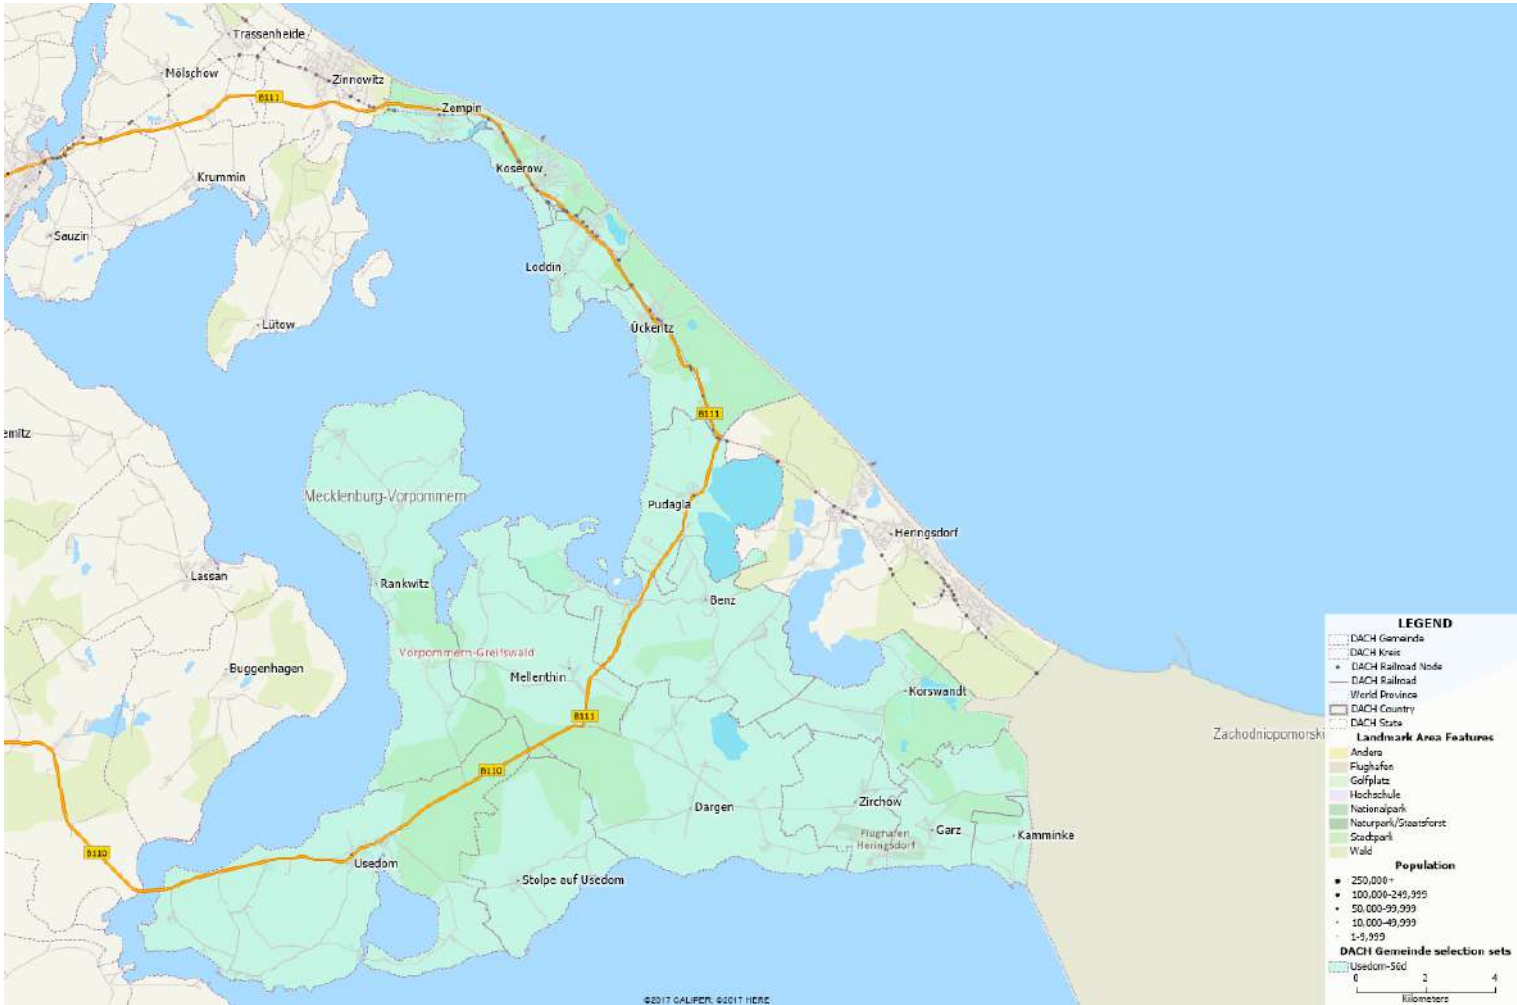 Trassenheide
Mölschow
Zinnowitz
B111
Zempin
Krummin
Koserow
Sauzin
Loddin
Lütow
Ückeritz
B111
emitz
Mecklenburg-Vorpommern
Pudagla
Heringsdorf
Lassan
Rankwitz
Benz
Vorpommern-Greifswald
Buggenhagen
Mellenthin
Korswandt
B111
Zachodniopomorski
B110
Dargen
Zirchow
Flughafen
Heringsdorf
Garz
Kamminke
B110
Usedom
Stolpe auf Usedom
LEGEND
DACH Gemeinde
DACH Kreis
DACH Railroad Node
DACH Railroad
World Province
DACH Country
DACH State
Landmark Area Features
Andere
Flughafen
Golfplatz
Hochschule
Nationalpark
Naturpark/Staatsforst
Stadtpark
Wald
Population
250,000+
100,000-249,999
50,000-99,999
10,000-49,999
1-9,999
DACH Gemeinde selection sets
Usedom-Süd
0 2 4
Kilometers
©2017 CALIPER; ©2017 HERE